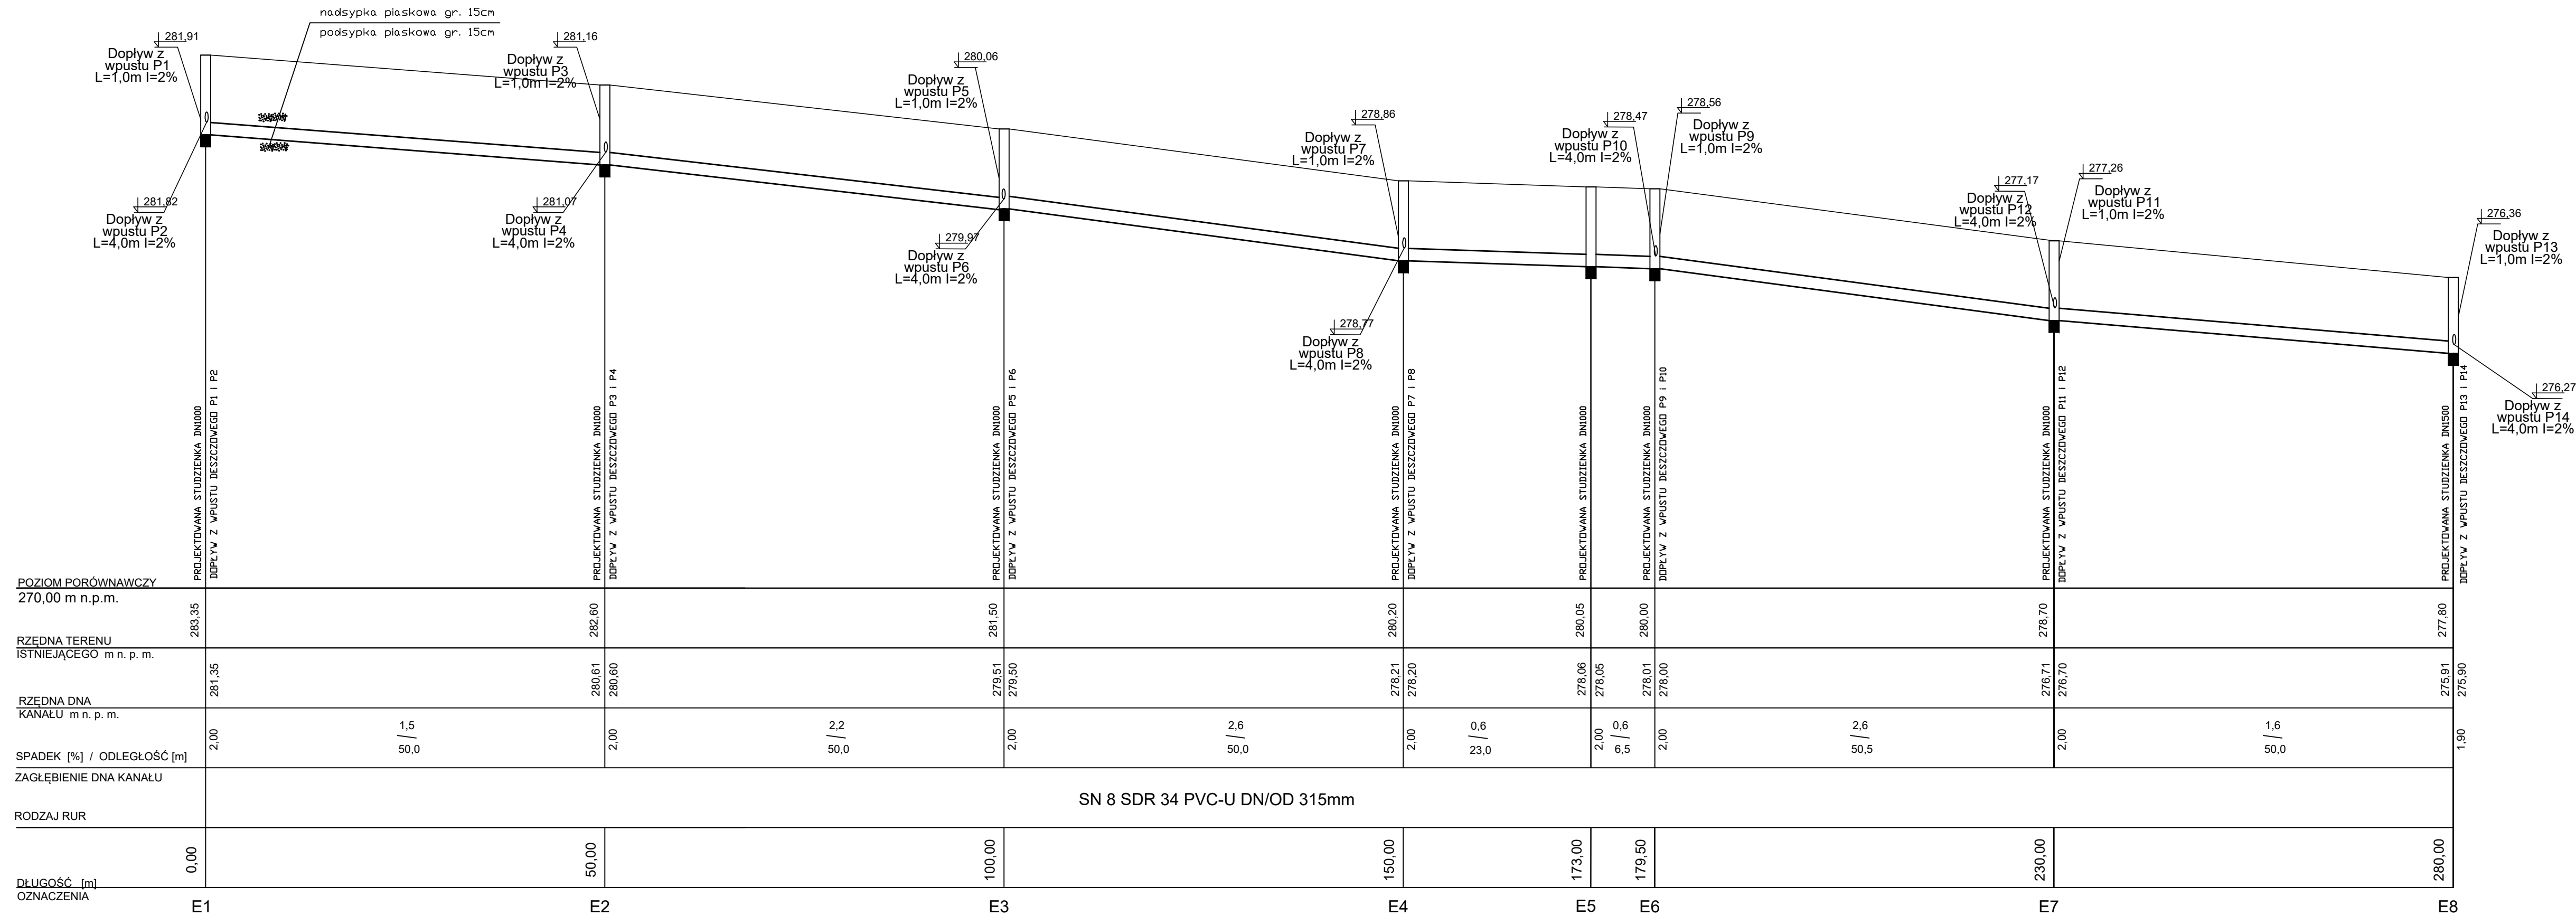 nadsypka piaskowa gr. 15cm
podsypka piaskowa gr. 15cm
281,91
Dopływ z
wpustu P1
L=1,0m I=2%
281,82
Dopływ z
wpustu P2
L=4,0m I=2%
281,16
Dopływ z
wpustu P3
L=1,0m I=2%
281,07
Dopływ z
wpustu P4
L=4,0m I=2%
280,06
Dopływ z
wpustu P5
L=1,0m I=2%
279,97
Dopływ z
wpustu P6
L=4,0m I=2%
278,86
Dopływ z
wpustu P7
L=1,0m I=2%
278,77
Dopływ z
wpustu P8
L=4,0m I=2%
278,47
Dopływ z
wpustu P10
L=4,0m I=2%
278,56
Dopływ z
wpustu P9
L=1,0m I=2%
277,17
Dopływ z
wpustu P12
L=4,0m I=2%
277,26
Dopływ z
wpustu P11
L=1,0m I=2%
276,36
Dopływ z
wpustu P13
L=1,0m I=2%
276,27
Dopływ z
wpustu P14
L=4,0m I=2%
PROJEKTOWANA STUDZIENKA DN1000
DOPŁYW Z WPUSTU DESZCZOWEGO P1 i P2
PROJEKTOWANA STUDZIENKA DN1000
DOPŁYW Z WPUSTU DESZCZOWEGO P3 i P4
PROJEKTOWANA STUDZIENKA DN1000
DOPŁYW Z WPUSTU DESZCZOWEGO P5 i P6
PROJEKTOWANA STUDZIENKA DN1000
DOPŁYW Z WPUSTU DESZCZOWEGO P7 i P8
PROJEKTOWANA STUDZIENKA DN1000
PROJEKTOWANA STUDZIENKA DN1000
DOPŁYW Z WPUSTU DESZCZOWEGO P9 i P10
PROJEKTOWANA STUDZIENKA DN1000
DOPŁYW Z WPUSTU DESZCZOWEGO P11 i P12
PROJEKTOWANA STUDZIENKA DN1500
DOPŁYW Z WPUSTU DESZCZOWEGO P13 i P14
POZIOM PORÓWNAWCZY
270,00 m n.p.m.
RZĘDNA TERENU
ISTNIEJĄCEGO m n. p. m.
283,35 282,60 281,50 280,20 280,05 280,00 278,70 277,80
RZĘDNA DNA
KANAŁU m n. p. m.
281,35 280,61 280,60 279,51 279,50 278,21 278,20 278,06 278,05 278,01 278,00 276,71 276,70 275,91 275,90
SPADEK [%] / ODLEGŁOŚĆ [m]
1,5 2,2 2,6 0,6 0,6 2,6 1,6
50,0 50,0 50,0 23,0 6,5 50,5 50,0
ZAGŁĘBIENIE DNA KANAŁU
2,00 2,00 2,00 2,00 2,00 2,00 2,00 1,90
RODZAJ RUR
SN 8 SDR 34 PVC-U DN/OD 315mm
DŁUGOŚĆ [m]
0,00 50,00 100,00 150,00 173,00 179,50 230,00 280,00
OZNACZENIA
E1 E2 E3 E4 E5 E6 E7 E8